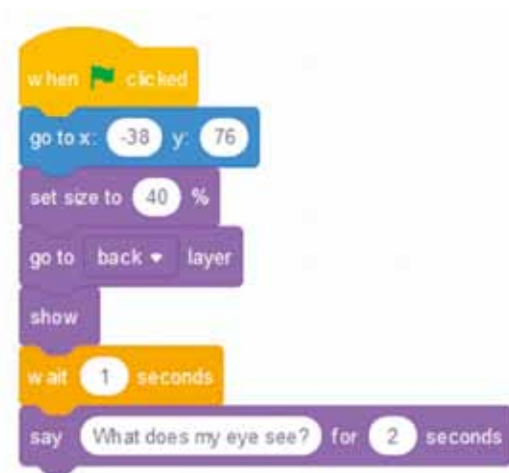 when clicked
go to x: -38 y: 76
set size to 40 %
go to back layer
show
wait 1 seconds
say What does my eye see? for 2 seconds